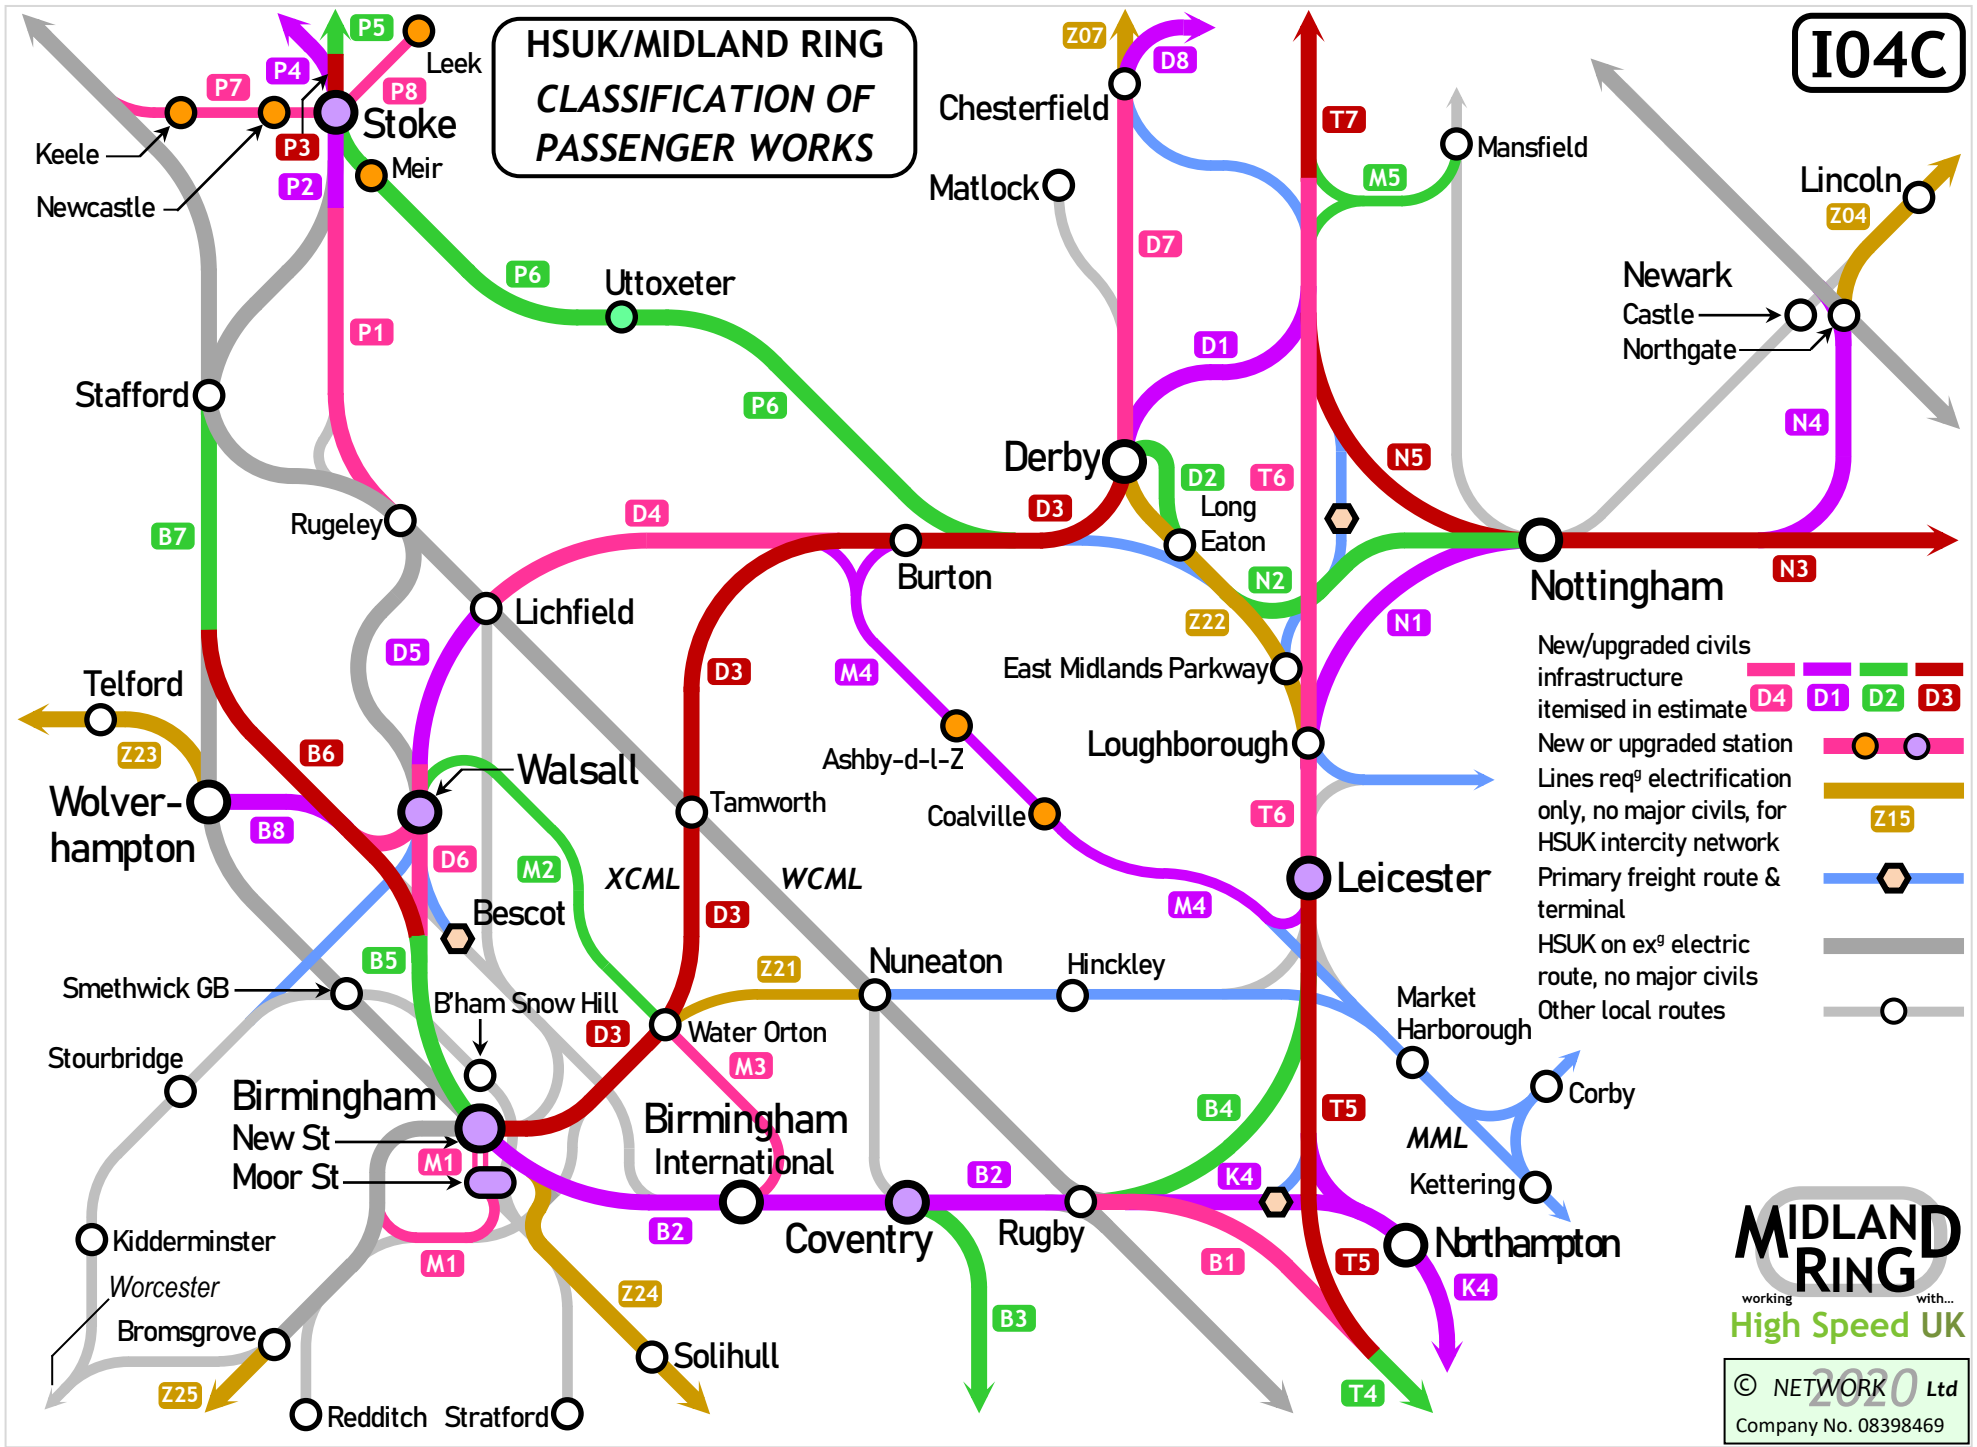 HSUK/MIDLAND RING
CLASSIFICATION OF
PASSENGER WORKS
I04C
P5
Leek
P4
P7
P8
Stoke
Keele
P3
Meir
P2
Newcastle
Z07
D8
Chesterfield
T7
Mansfield
M5
Matlock
Lincoln
Z04
D7
P6
Uttoxeter
Newark
Castle
Northgate
P1
D1
Stafford
P6
N4
Derby
D2
T6
N5
Long
Eaton
D4
D3
Rugeley
B7
Burton
N2
Nottingham
N3
Lichfield
Z22
N1
D5
D3
M4
East Midlands Parkway
New/upgraded civils
infrastructure
itemised in estimate
D4
D1
D2
D3
Telford
Z23
B6
Ashby-d-l-Z
Loughborough
New or upgraded station
Walsall
Wolver-
hampton
B8
Tamworth
Coalville
T6
Lines reqᵍ electrification
only, no major civils, for
HSUK intercity network
Z15
D6
M2
XCML
WCML
Leicester
Primary freight route &
terminal
Bescot
D3
M4
B5
Nuneaton
Hinckley
HSUK on exᵍ electric
route, no major civils
Z21
Smethwick GB
B'ham Snow Hill
Market
Harborough
Other local routes
D3
Water Orton
Stourbridge
M3
Birmingham
New St
Moor St
M1
Birmingham
International
B4
T5
Corby
MML
B2
K4
Kettering
B2
Coventry
Rugby
Northampton
Kidderminster
M1
B1
T5
K4
Worcester
Z24
B3
Bromsgrove
Solihull
Z25
Redditch
Stratford
T4
MIDLAND
RING
working
with...
High Speed UK
© NETWORK 2020 Ltd
Company No. 08398469